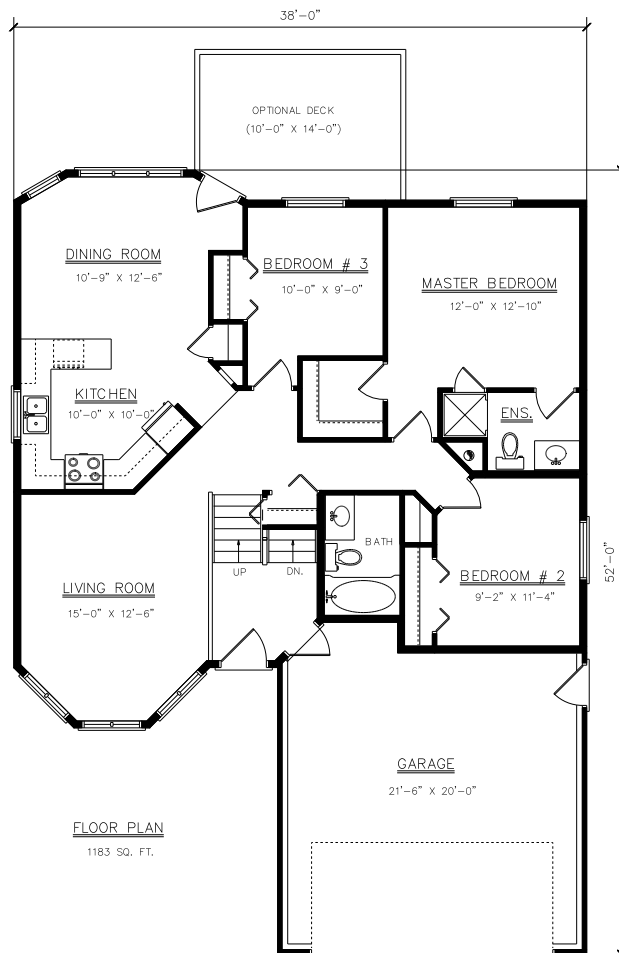 38'-0"
OPTIONAL DECK
(10'-0" X 14'-0")
DINING ROOM
10'-9" X 12'-6"
BEDROOM # 3
10'-0" X 9'-0"
MASTER BEDROOM
12'-0" X 12'-10"
KITCHEN
10'-0" X 10'-0"
ENS.
BATH
UP
DN.
LIVING ROOM
15'-0" X 12'-6"
BEDROOM # 2
9'-2" X 11'-4"
52'-0"
GARAGE
21'-6" X 20'-0"
FLOOR PLAN
1183 SQ. FT.